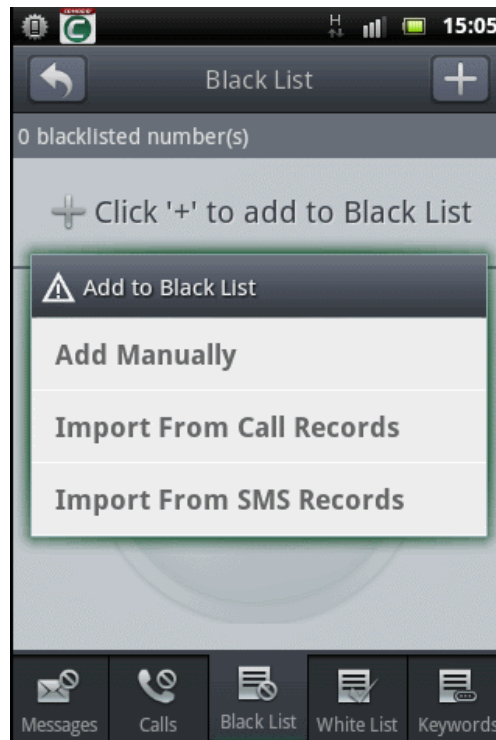 H
15:05
Black List
0 blacklisted number(s)
Click '+' to add to Black List
Add to Black List
Add Manually
Import From Call Records
Import From SMS Records
Messages Calls Black List White List Keywords